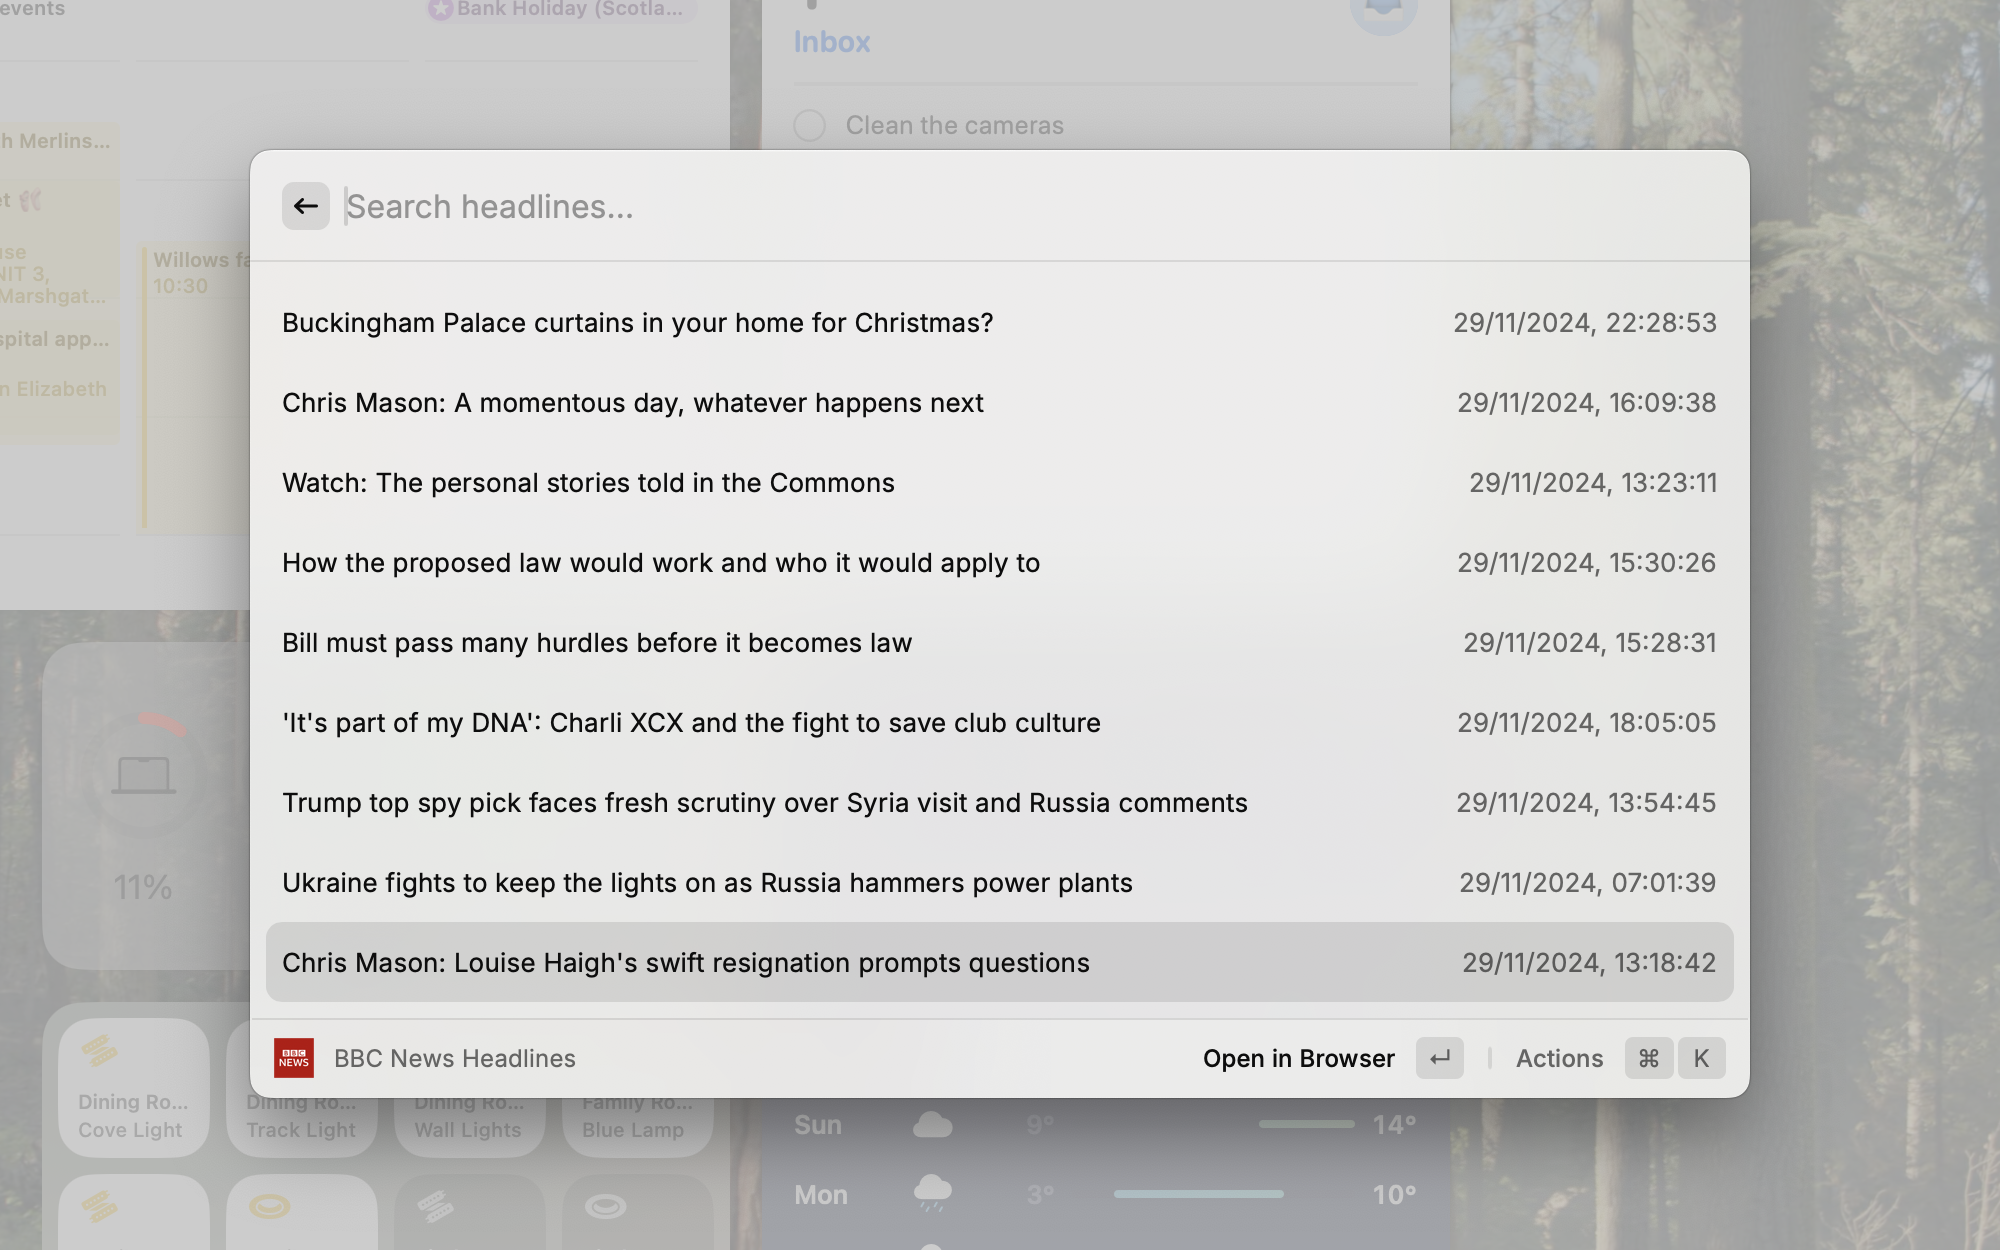 events
Bank Holiday (Scotla...
Inbox
Clean the cameras
h Merlins...
et
use
NIT 3,
Marshgat...
spital app...
n Elizabeth
Willows fa
10:30
Search headlines...
Buckingham Palace curtains in your home for Christmas? 29/11/2024, 22:28:53
Chris Mason: A momentous day, whatever happens next 29/11/2024, 16:09:38
Watch: The personal stories told in the Commons 29/11/2024, 13:23:11
How the proposed law would work and who it would apply to 29/11/2024, 15:30:26
Bill must pass many hurdles before it becomes law 29/11/2024, 15:28:31
'It's part of my DNA': Charli XCX and the fight to save club culture 29/11/2024, 18:05:05
Trump top spy pick faces fresh scrutiny over Syria visit and Russia comments 29/11/2024, 13:54:45
Ukraine fights to keep the lights on as Russia hammers power plants 29/11/2024, 07:01:39
Chris Mason: Louise Haigh's swift resignation prompts questions 29/11/2024, 13:18:42
BBC NEWS BBC News Headlines Open in Browser Actions ⌘ K
11%
Dining Ro... Dining Ro... Dining Ro... Family Ro...
Cove Light Track Light Wall Lights Blue Lamp
Sun 9° 14°
Mon 3° 10°